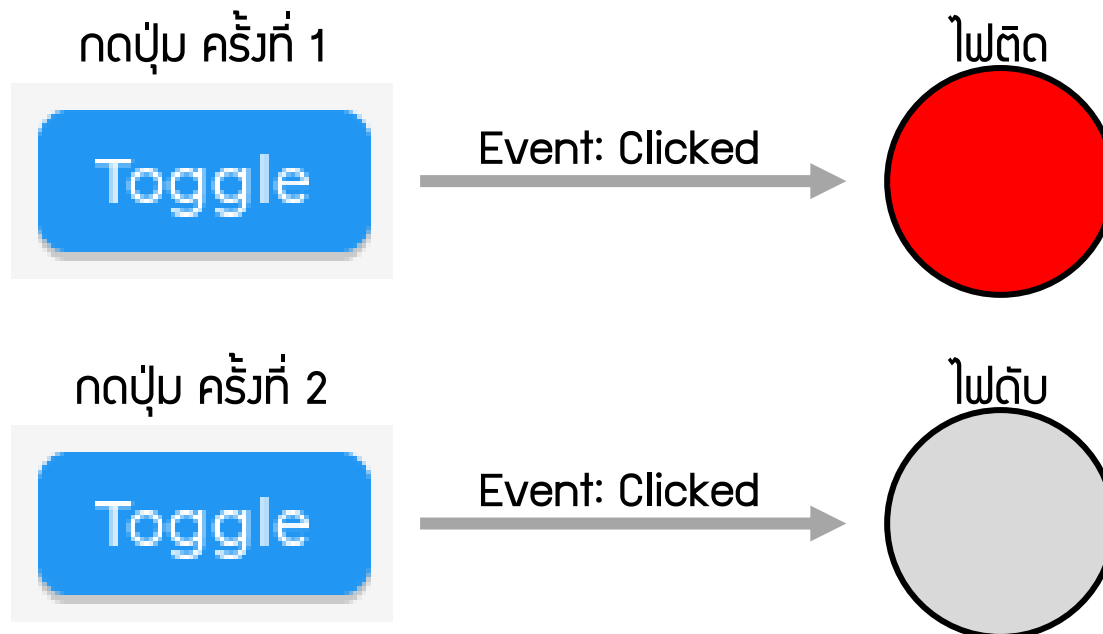 กดปุ่ม ครั้งที่ 1
ไฟติด
Toggle
Event: Clicked
กดปุ่ม ครั้งที่ 2
ไฟดับ
Toggle
Event: Clicked